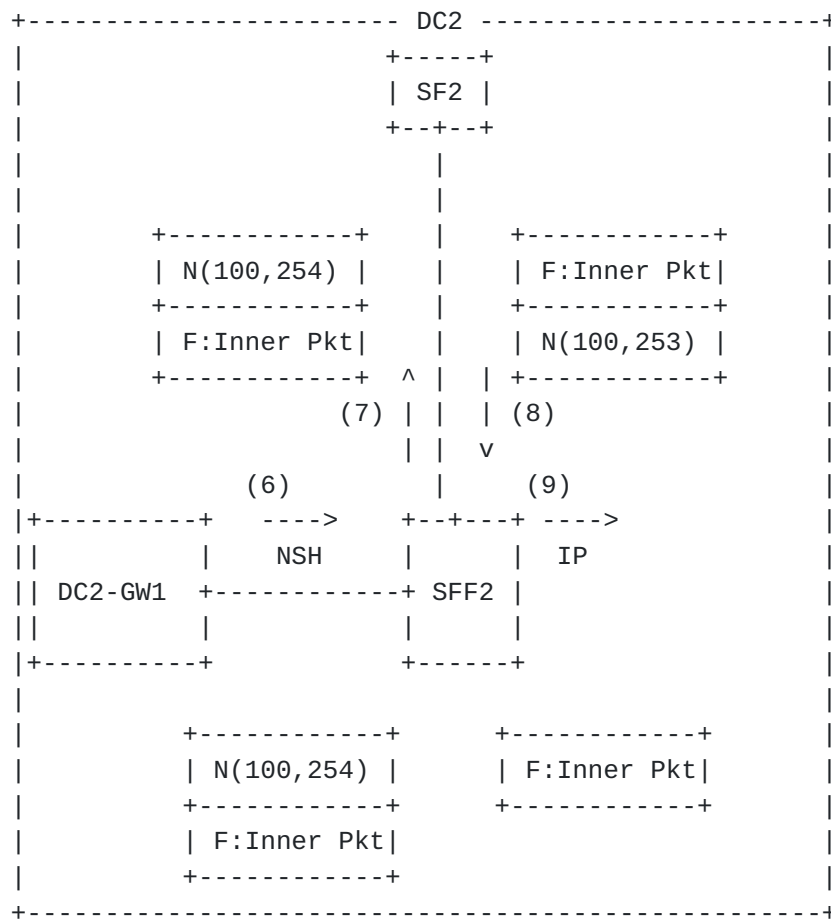 DC2
SF2
N(100,254) F:Inner Pkt
F:Inner Pkt N(100,253)
(7) (8)
(6) (9)
NSH IP
DC2-GW1 SFF2
N(100,254) F:Inner Pkt
F:Inner Pkt